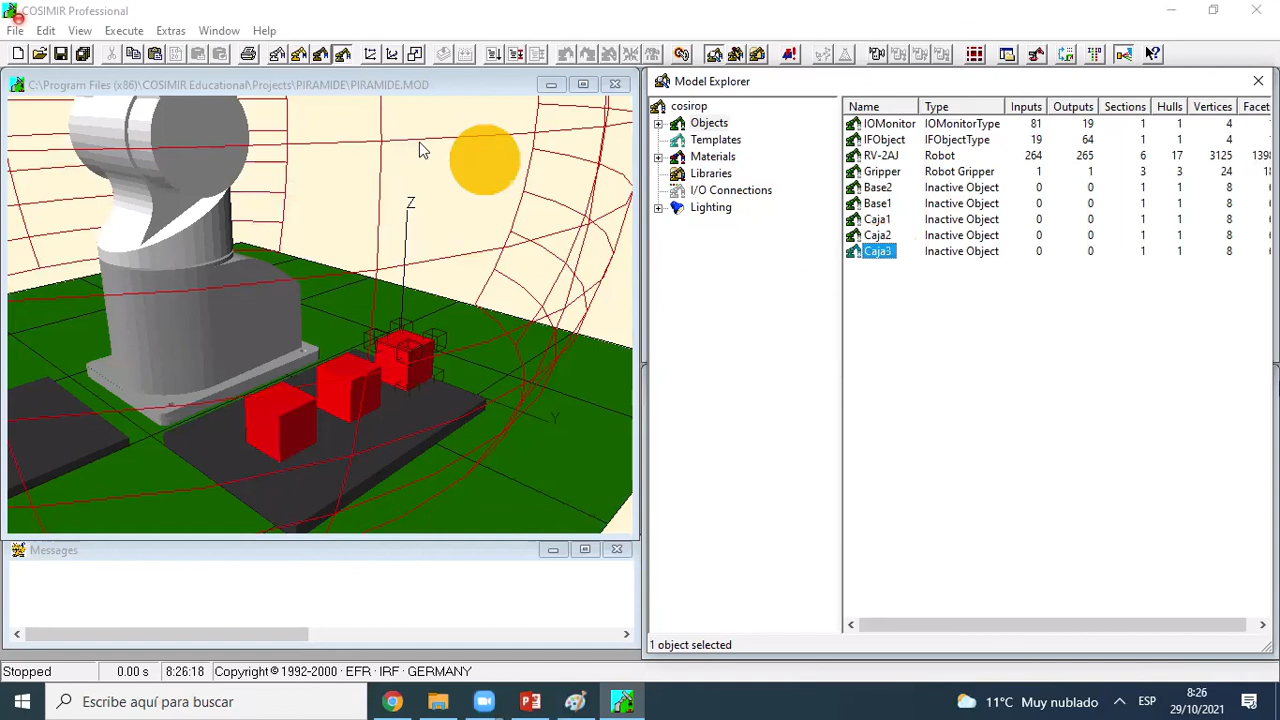 COSIMIR Professional
File Edit View Execute Extras Window Help
C:\Program Files (x86)\COSIMIR Educational\Projects\PIRAMIDE\PIRAMIDE.MOD
Z
Y
Messages
Model Explorer
cosirop
Objects
Templates
Materials
Libraries
I/O Connections
Lighting
Name Type Inputs Outputs Sections Hulls Vertices Facet
IOMonitor IOMonitorType 81 19 1 1 4
IFObject IFObjectType 19 64 1 1 4
RV-2AJ Robot 264 265 6 17 3125 1398
Gripper Robot Gripper 1 1 3 3 24 18
Base2 Inactive Object 0 0 1 1 8
Base1 Inactive Object 0 0 1 1 8
Caja1 Inactive Object 0 0 1 1 8
Caja2 Inactive Object 0 0 1 1 8
Caja3 Inactive Object 0 0 1 1 8
1 object selected
Stopped 0.00 s 8:26:18 Copyright © 1992-2000 · EFR · IRF · GERMANY
Escribe aquí para buscar
11°C Muy nublado
ESP
8:26
29/10/2021